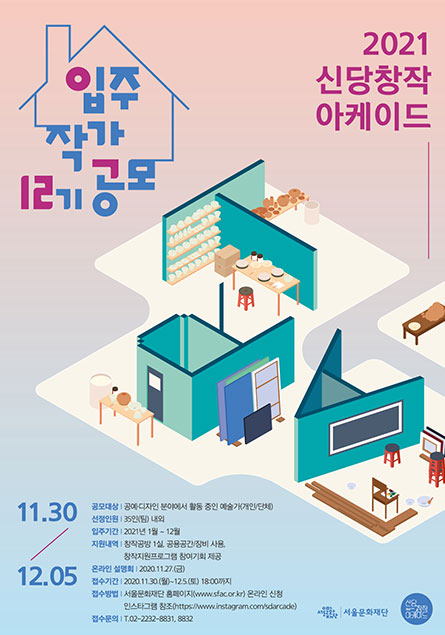 2021
신당창작
아케이드
입주
작가
12기 공모
11.30
12.05
공모대상 | 공예·디자인 분야에서 활동 중인 예술가(개인/단체)
선정인원 | 35인(팀) 내외
입주기간 | 2021년 1월 ~ 12월
지원내역 | 창작공방 1실, 공용공간/장비 사용,
창작지원프로그램 참여기회 제공
온라인 설명회 | 2020.11.27.(금)
접수기간 | 2020.11.30.(월)~12.5.(토) 18:00까지
접수방법 | 서울문화재단 홈페이지(www.sfac.or.kr) 온라인 신청
인스타그램 참조(https://www.instagram.com/sdarcade)
접수문의 | T.02-2232-8831, 8832
서울문화재단
신당
창작
아케이드